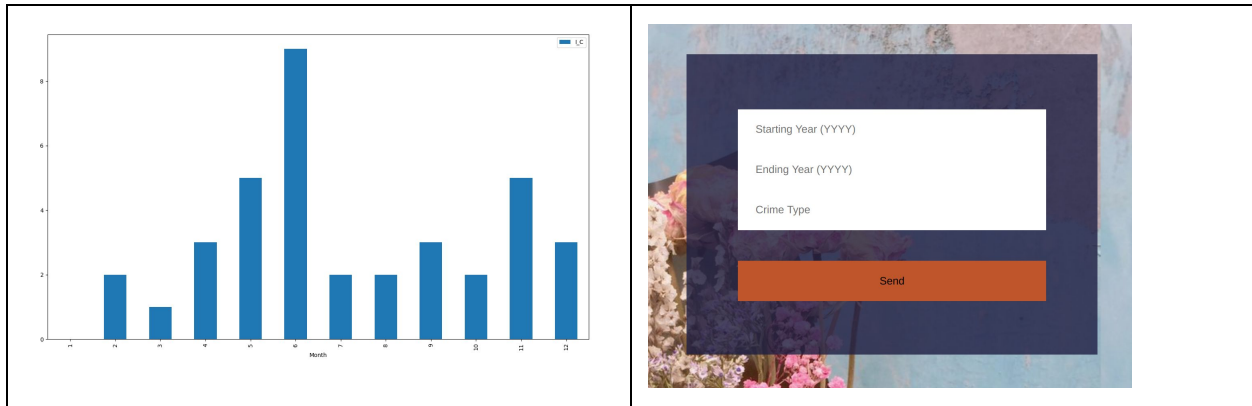 I_C
8
6
4
2
0
1 2 3 4 5 6 7 8 9 10 11 12
Month
Starting Year (YYYY)
Ending Year (YYYY)
Crime Type
Send